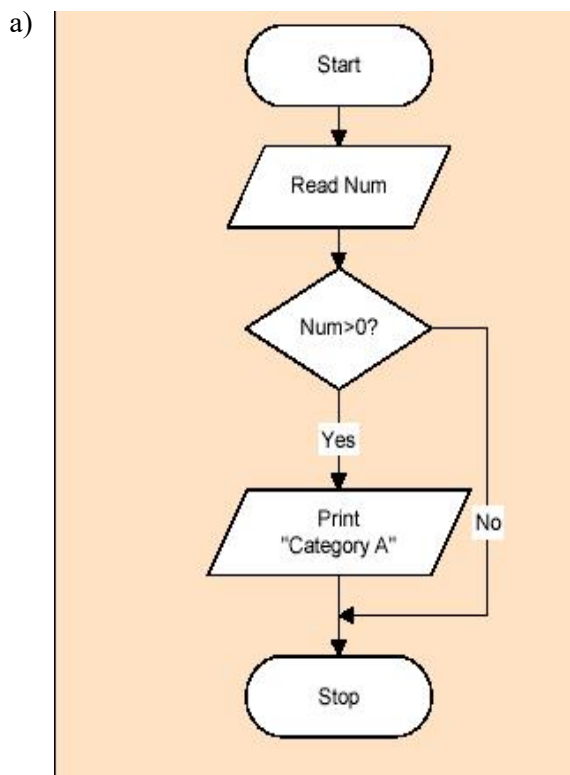 a)
Start
Read Num
Num>0?
Yes
Print
"Category A"
No
Stop